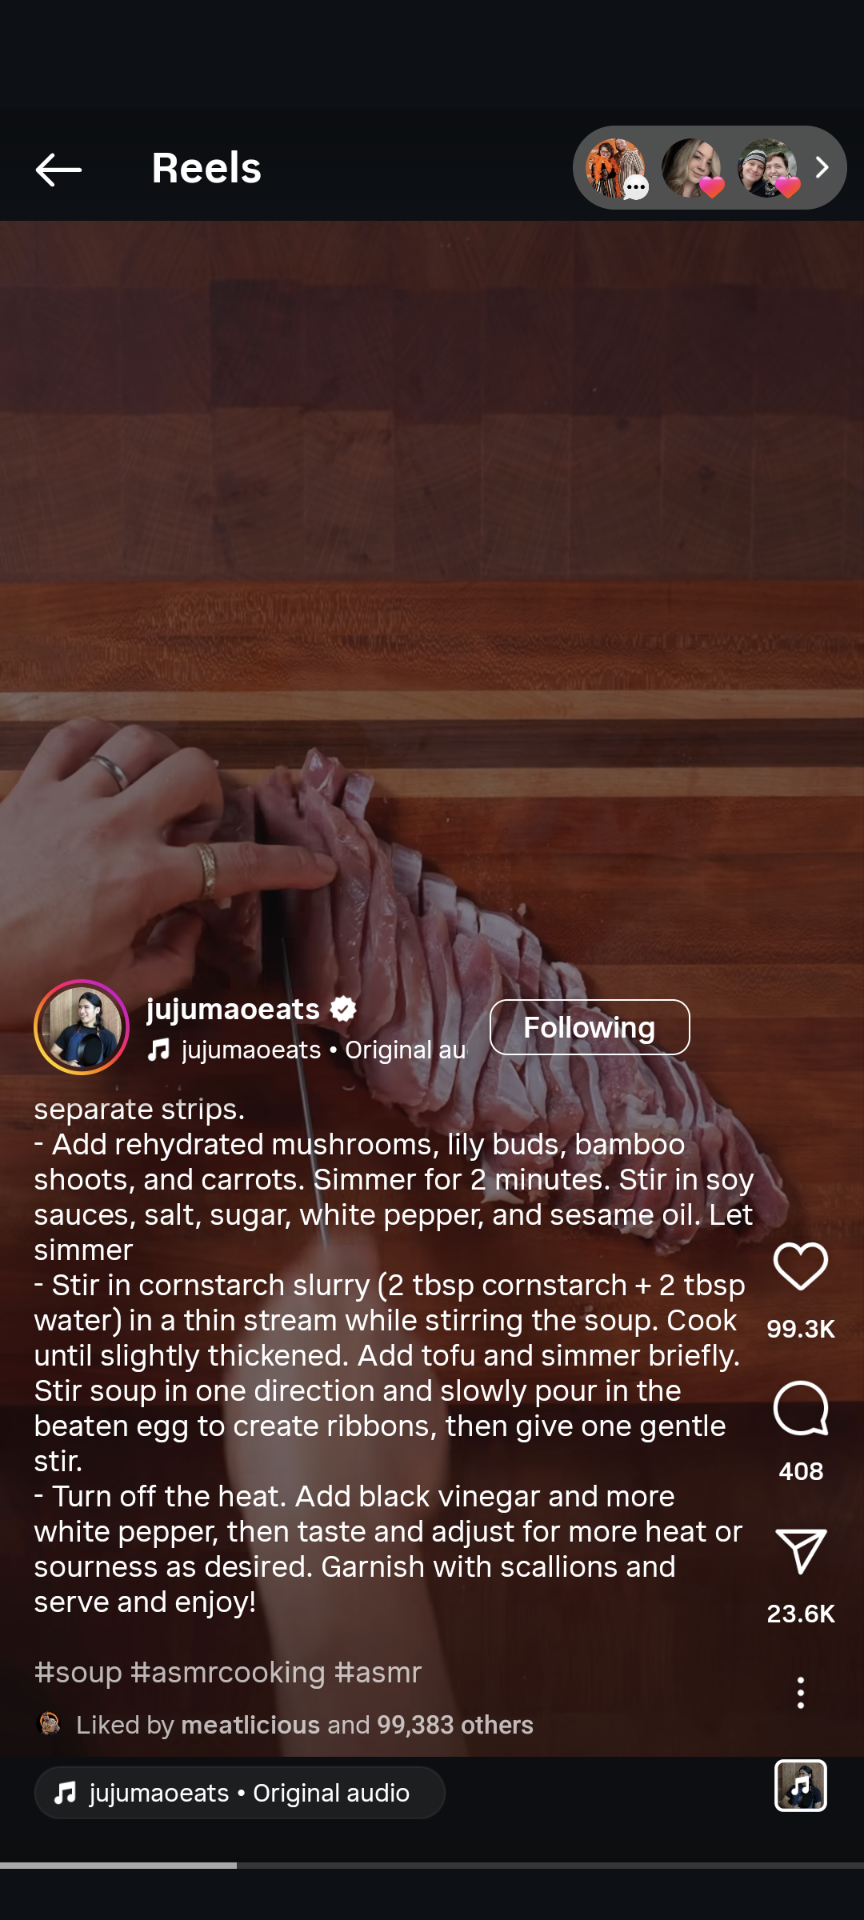 Reels
jujumaoeats
jujumaoeats • Original au
Following
separate strips.
- Add rehydrated mushrooms, lily buds, bamboo
shoots, and carrots. Simmer for 2 minutes. Stir in soy
sauces, salt, sugar, white pepper, and sesame oil. Let
simmer
- Stir in cornstarch slurry (2 tbsp cornstarch + 2 tbsp
water) in a thin stream while stirring the soup. Cook
until slightly thickened. Add tofu and simmer briefly.
Stir soup in one direction and slowly pour in the
beaten egg to create ribbons, then give one gentle
stir.
- Turn off the heat. Add black vinegar and more
white pepper, then taste and adjust for more heat or
sourness as desired. Garnish with scallions and
serve and enjoy!
#soup #asmrcooking #asmr
Liked by meatlicious and 99,383 others
99.3K
408
23.6K
jujumaoeats • Original audio